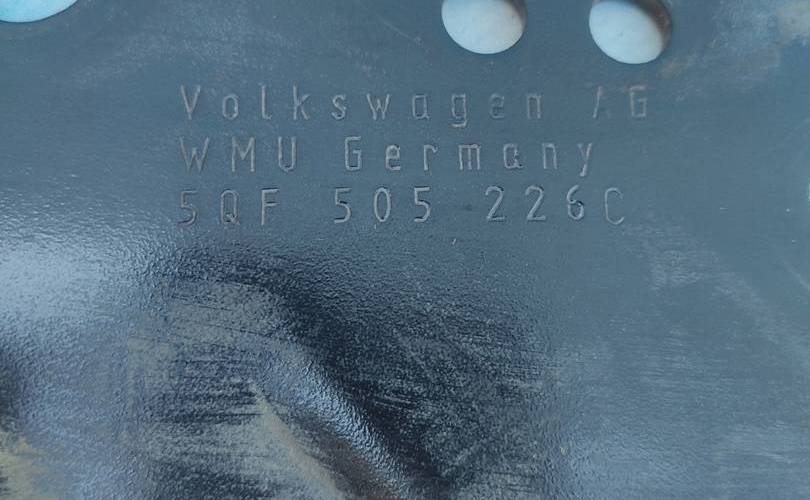 Volkswagen AG
WMU Germany
5QF 505 226C